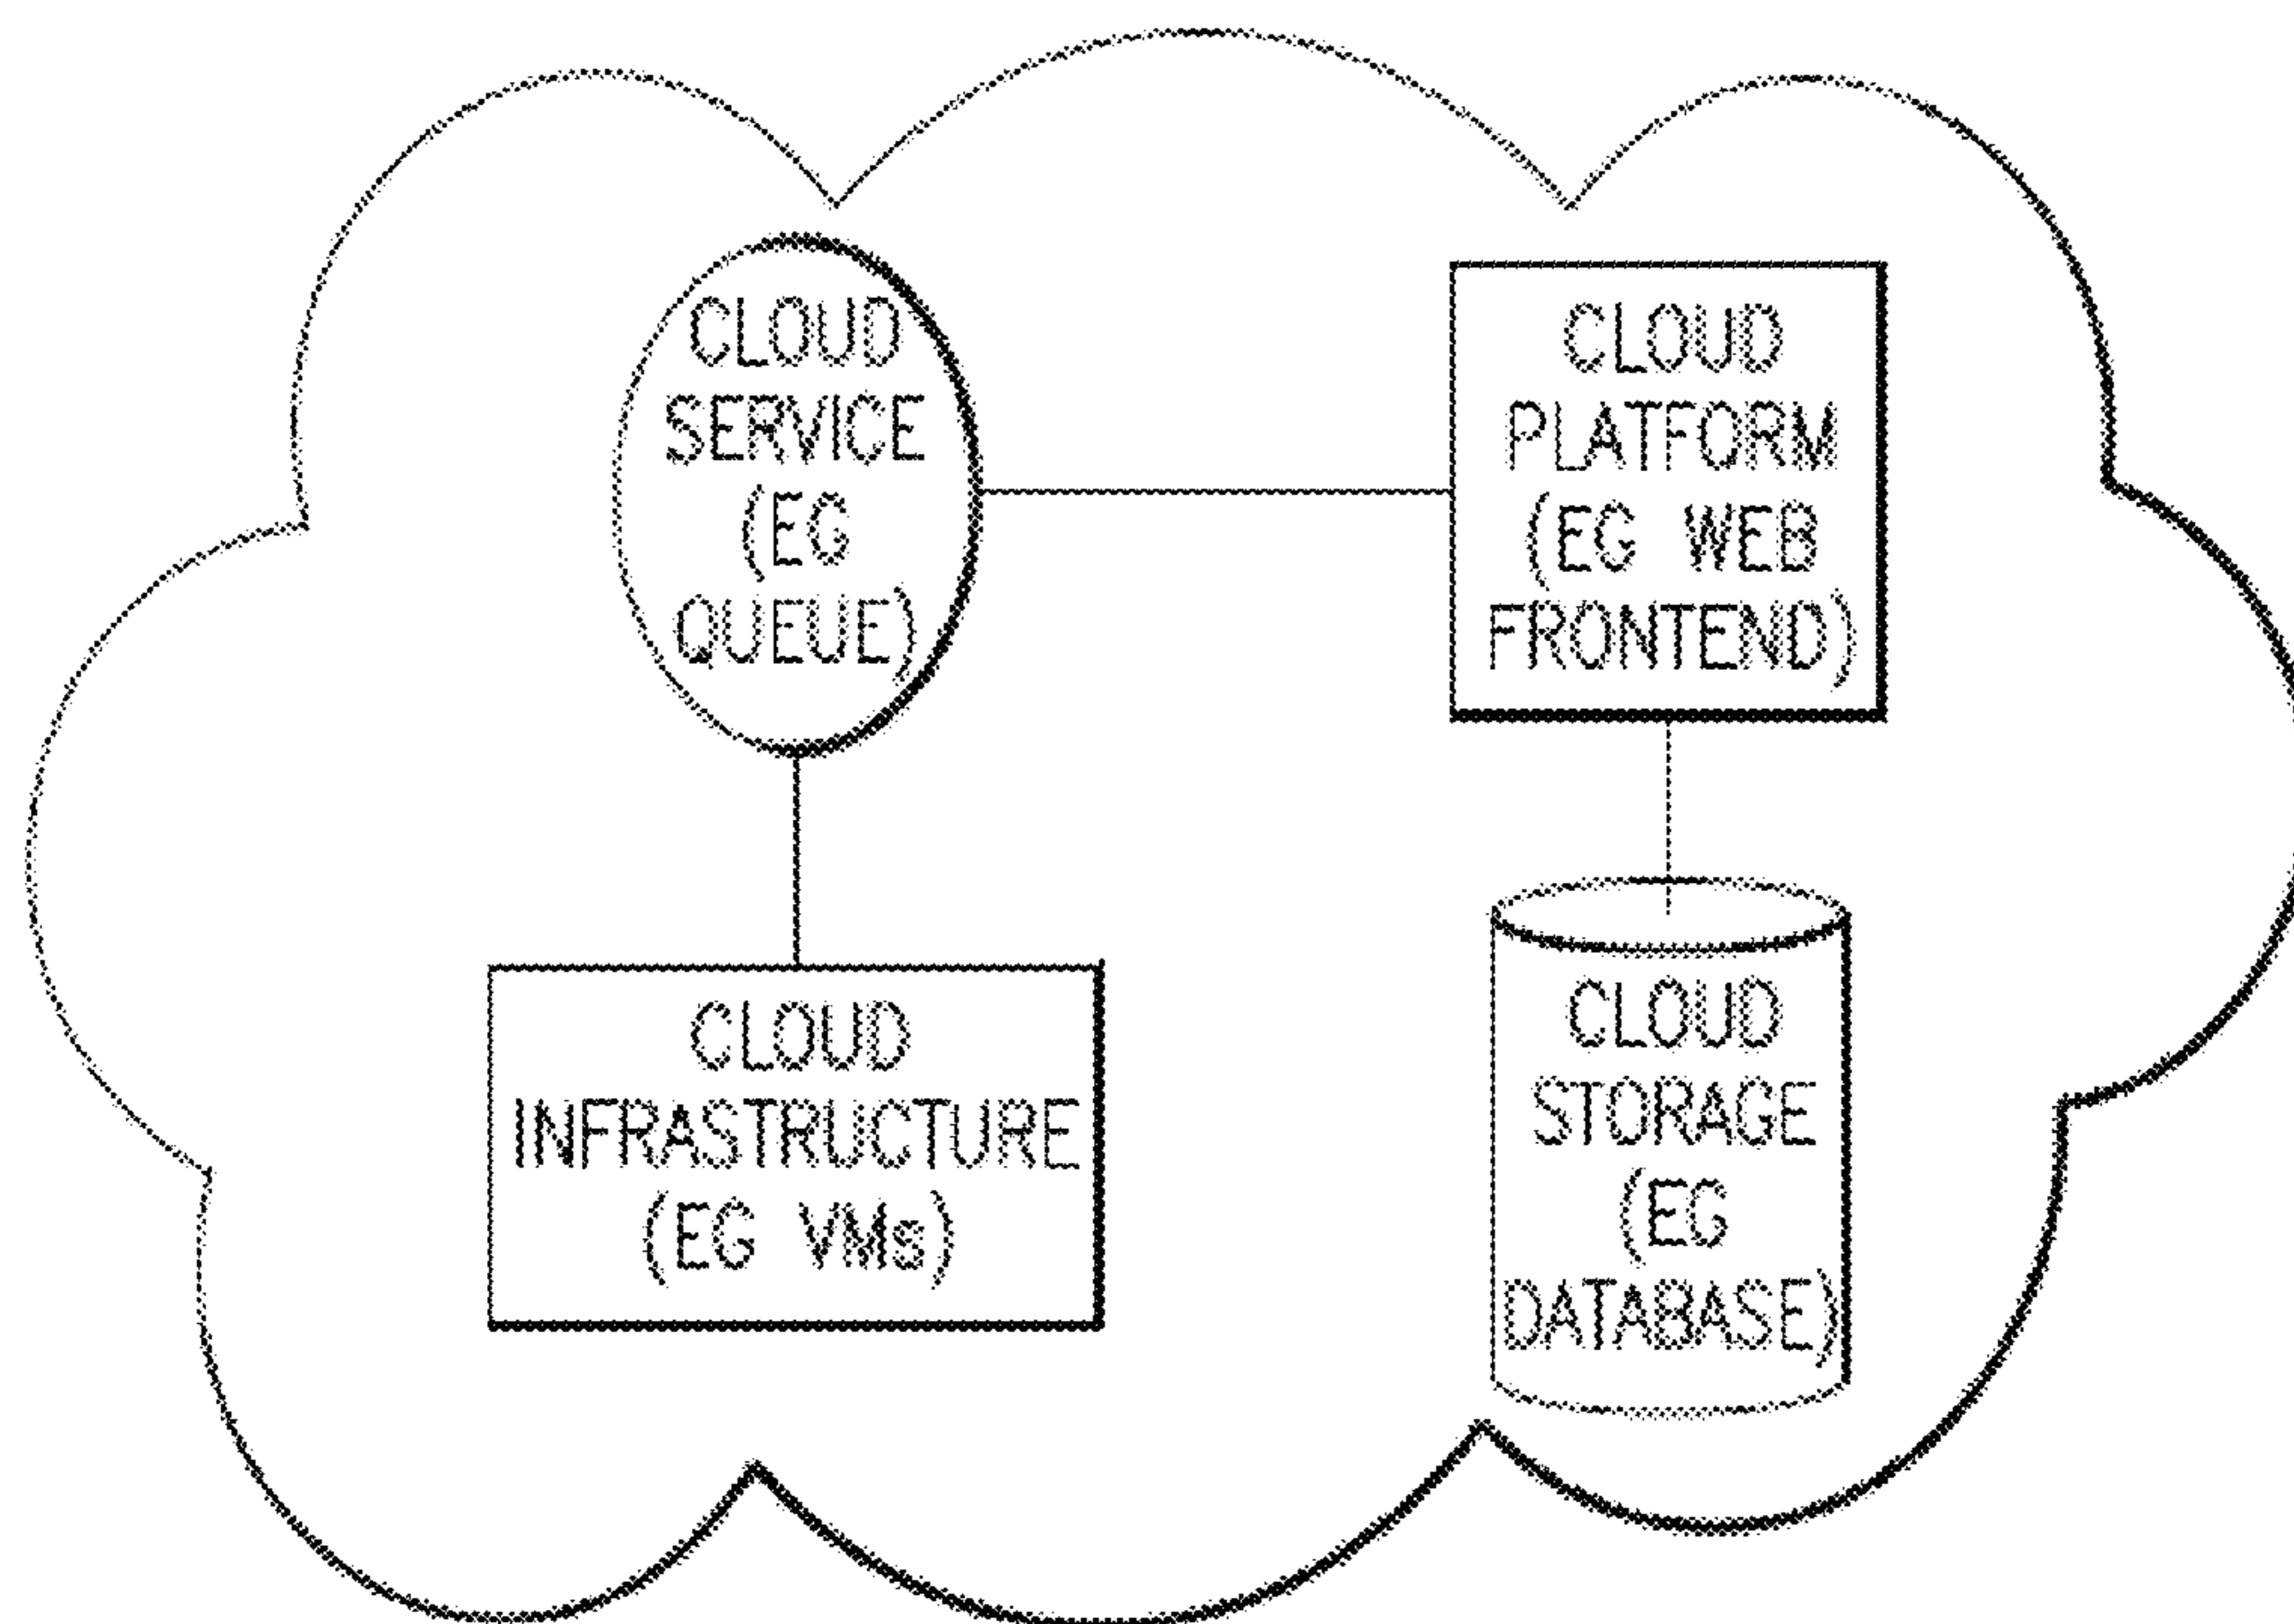 CLOUD
SERVICE
(EG
QUEUE)
CLOUD
PLATFORM
(EG WEB
FRONTEND)
CLOUD
INFRASTRUCTURE
(EG VMs)
CLOUD
STORAGE
(EG
DATABASE)